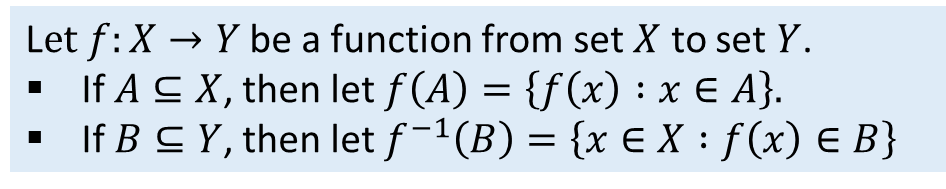 Let f: X → Y be a function from set X to set Y.
▪ If A ⊆ X, then let f(A) = {f(x) : x ∈ A}.
▪ If B ⊆ Y, then let f⁻¹(B) = {x ∈ X : f(x) ∈ B}